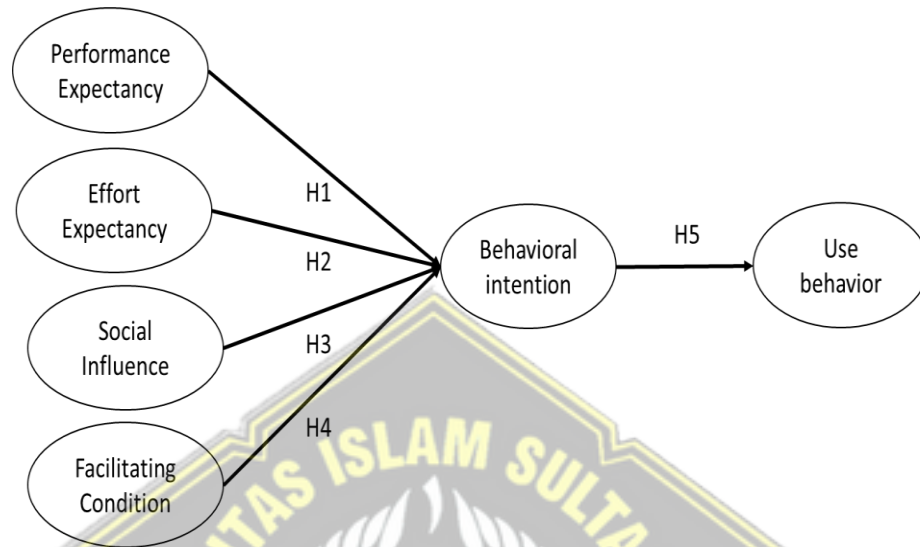 Performance
Expectancy
H1
Effort
Expectancy
H2
Behavioral
intention
H5
Use
behavior
Social
Influence
H3
H4
Facilitating
Condition
ITAS ISLAM SULTA